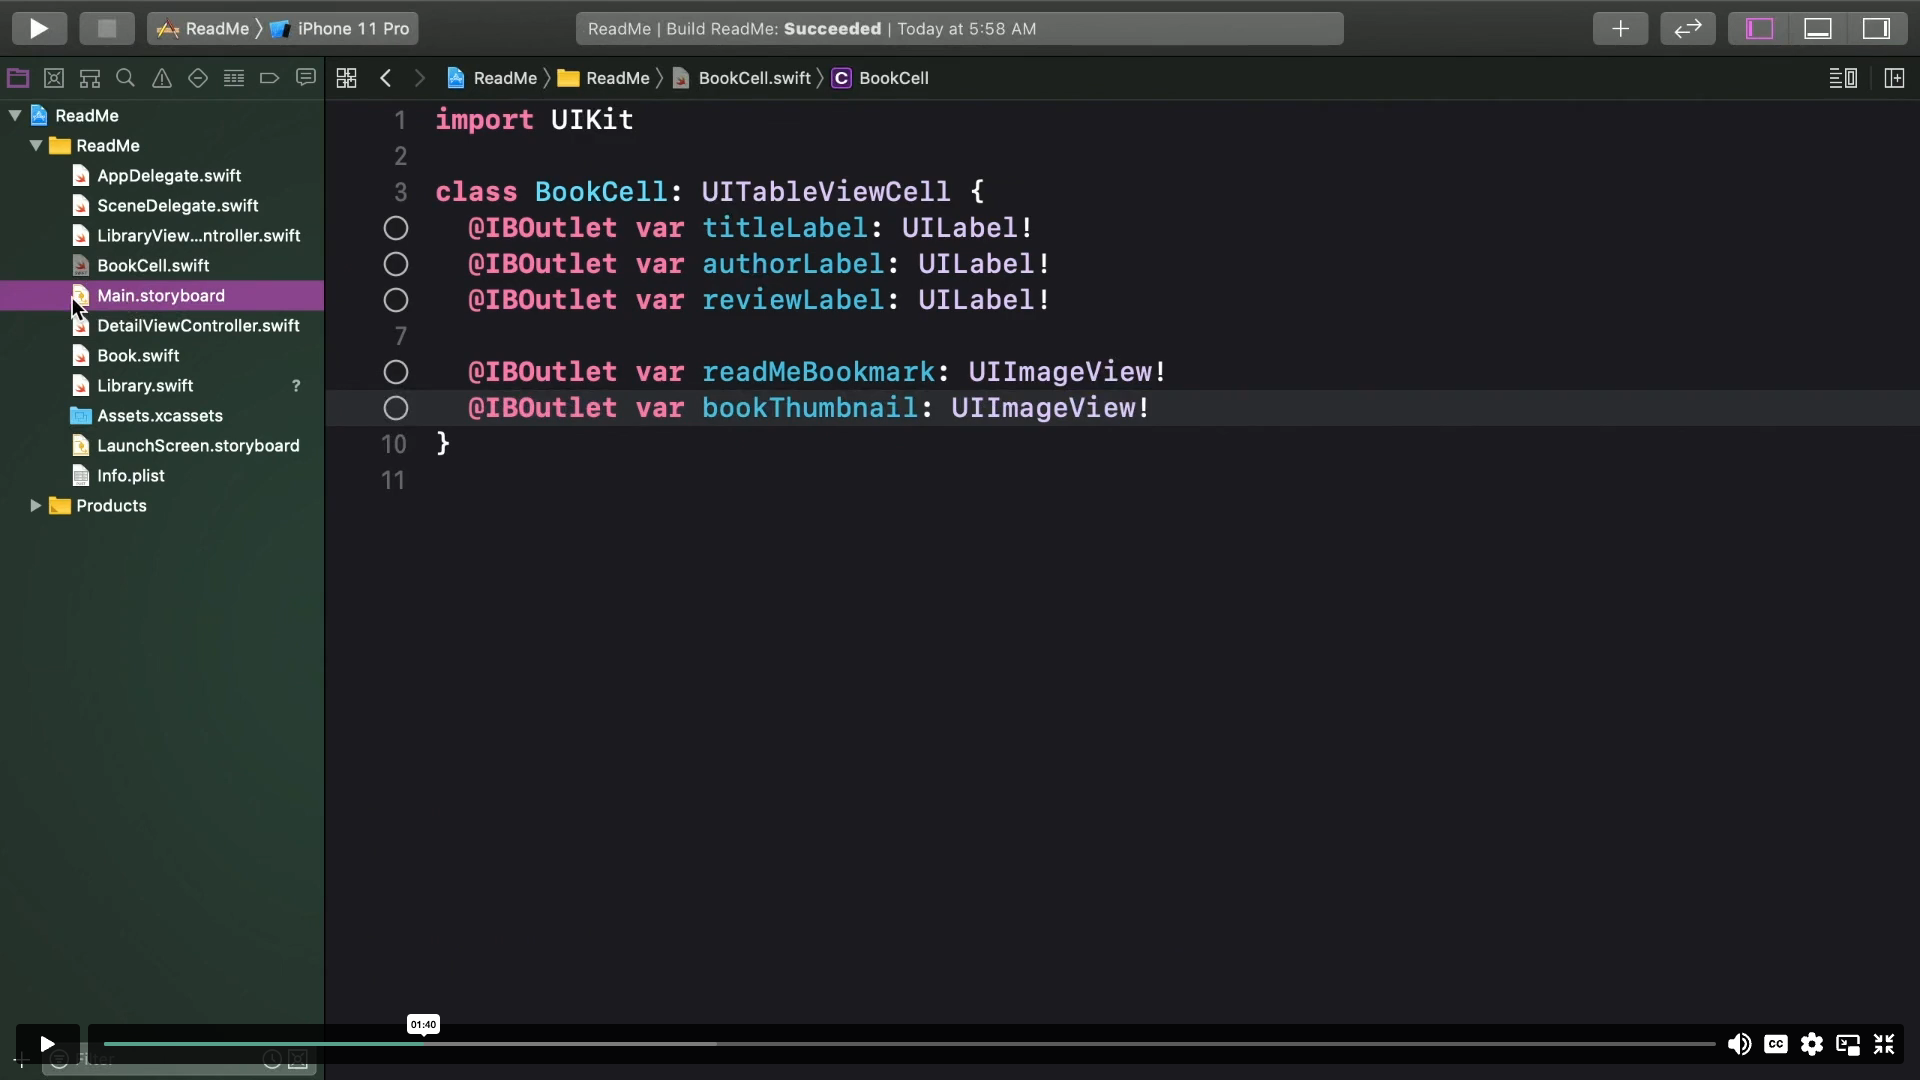 ReadMe 〉 iPhone 11 Pro
ReadMe | Build ReadMe: Succeeded | Today at 5:58 AM
ReadMe 〉 ReadMe 〉 BookCell.swift 〉 C BookCell
ReadMe
ReadMe
AppDelegate.swift
SceneDelegate.swift
LibraryView...ntroller.swift
BookCell.swift
Main.storyboard
DetailViewController.swift
Book.swift
Library.swift ?
Assets.xcassets
LaunchScreen.storyboard
Info.plist
Products
1 import UIKit
2
3 class BookCell: UITableViewCell {
@IBOutlet var titleLabel: UILabel!
@IBOutlet var authorLabel: UILabel!
@IBOutlet var reviewLabel: UILabel!
7
@IBOutlet var readMeBookmark: UIImageView!
@IBOutlet var bookThumbnail: UIImageView!
10 }
11
01:40
Filter
CC